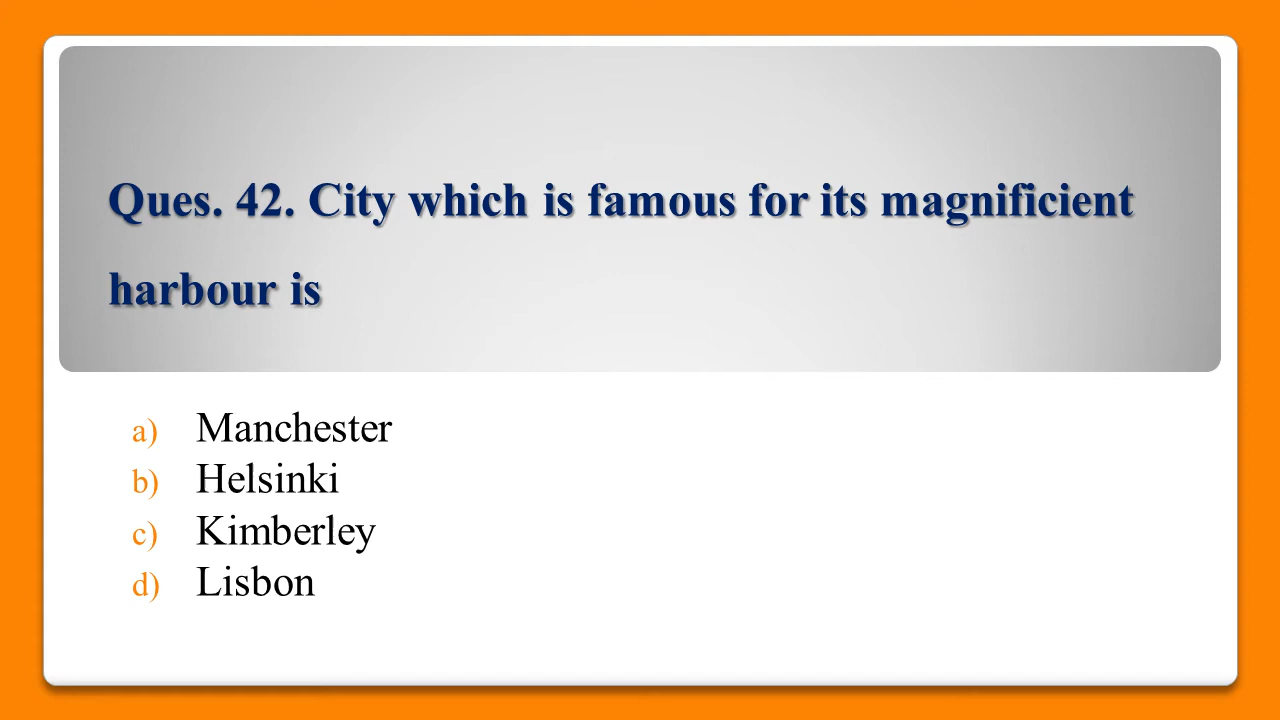 Ques. 42. City which is famous for its magnificient
harbour is
a) Manchester
b) Helsinki
c) Kimberley
d) Lisbon